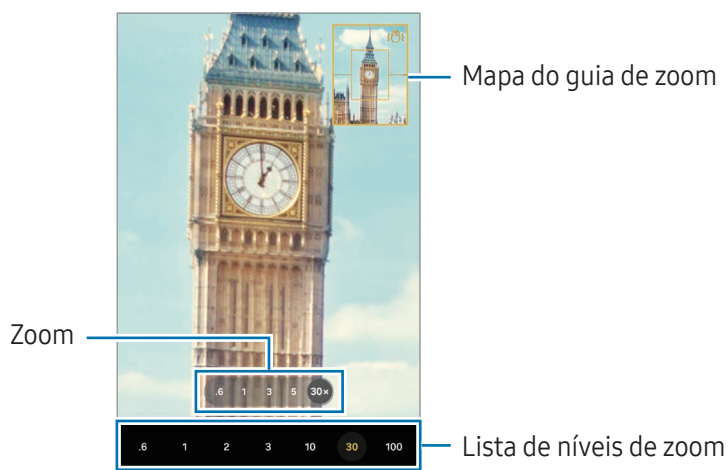 Mapa do guia de zoom
Zoom
.6 1 3 5 30×
.6 1 2 3 10 30 100
Lista de níveis de zoom